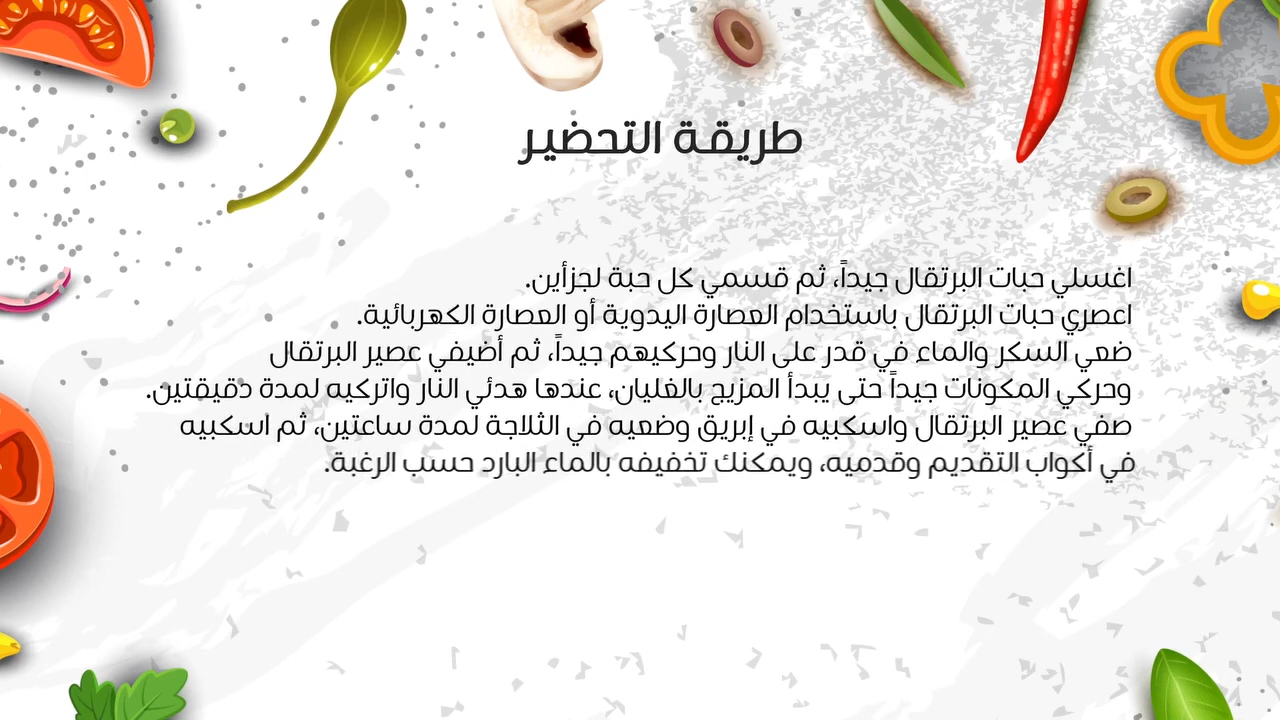 طريقة التحضير
اغسلي حبات البرتقال جيداً، ثم قسمي كل حبة لجزأين.
اعصري حبات البرتقال باستخدام العصارة اليدوية أو العصارة الكهربائية.
ضعي السكر والماء في قدر على النار وحركيهم جيداً، ثم أضيفي عصير البرتقال
وحركي المكونات جيداً حتى يبدأ المزيج بالغليان، عندها هدئي النار واتركيه لمدة دقيقتين.
صفي عصير البرتقال واسكبيه في إبريق وضعيه في الثلاجة لمدة ساعتين، ثم اسكبيه
في أكواب التقديم وقدميه، ويمكنك تخفيفه بالماء البارد حسب الرغبة.